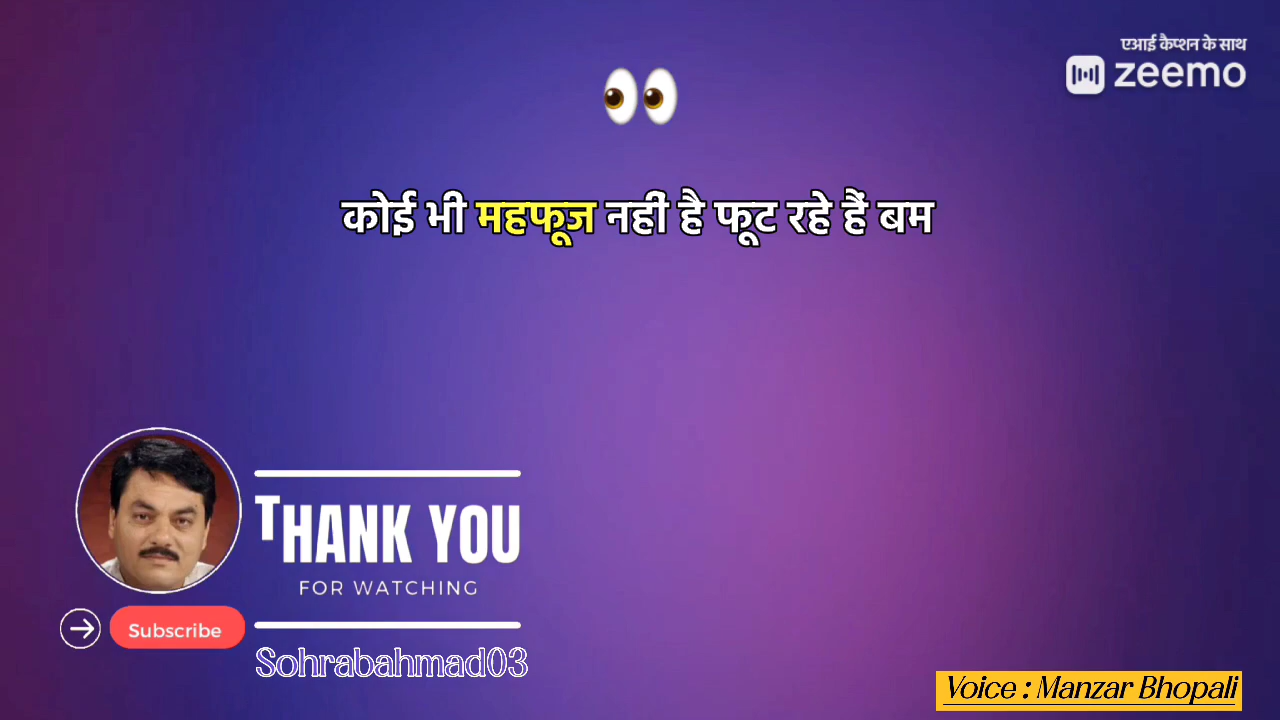 एआई कैप्शन के साथ
zeemo
कोई भी महफूज नही है फूट रहे हैं बम
THANK YOU
FOR WATCHING
Subscribe
Sohrabahmad03
Voice : Manzar Bhopali